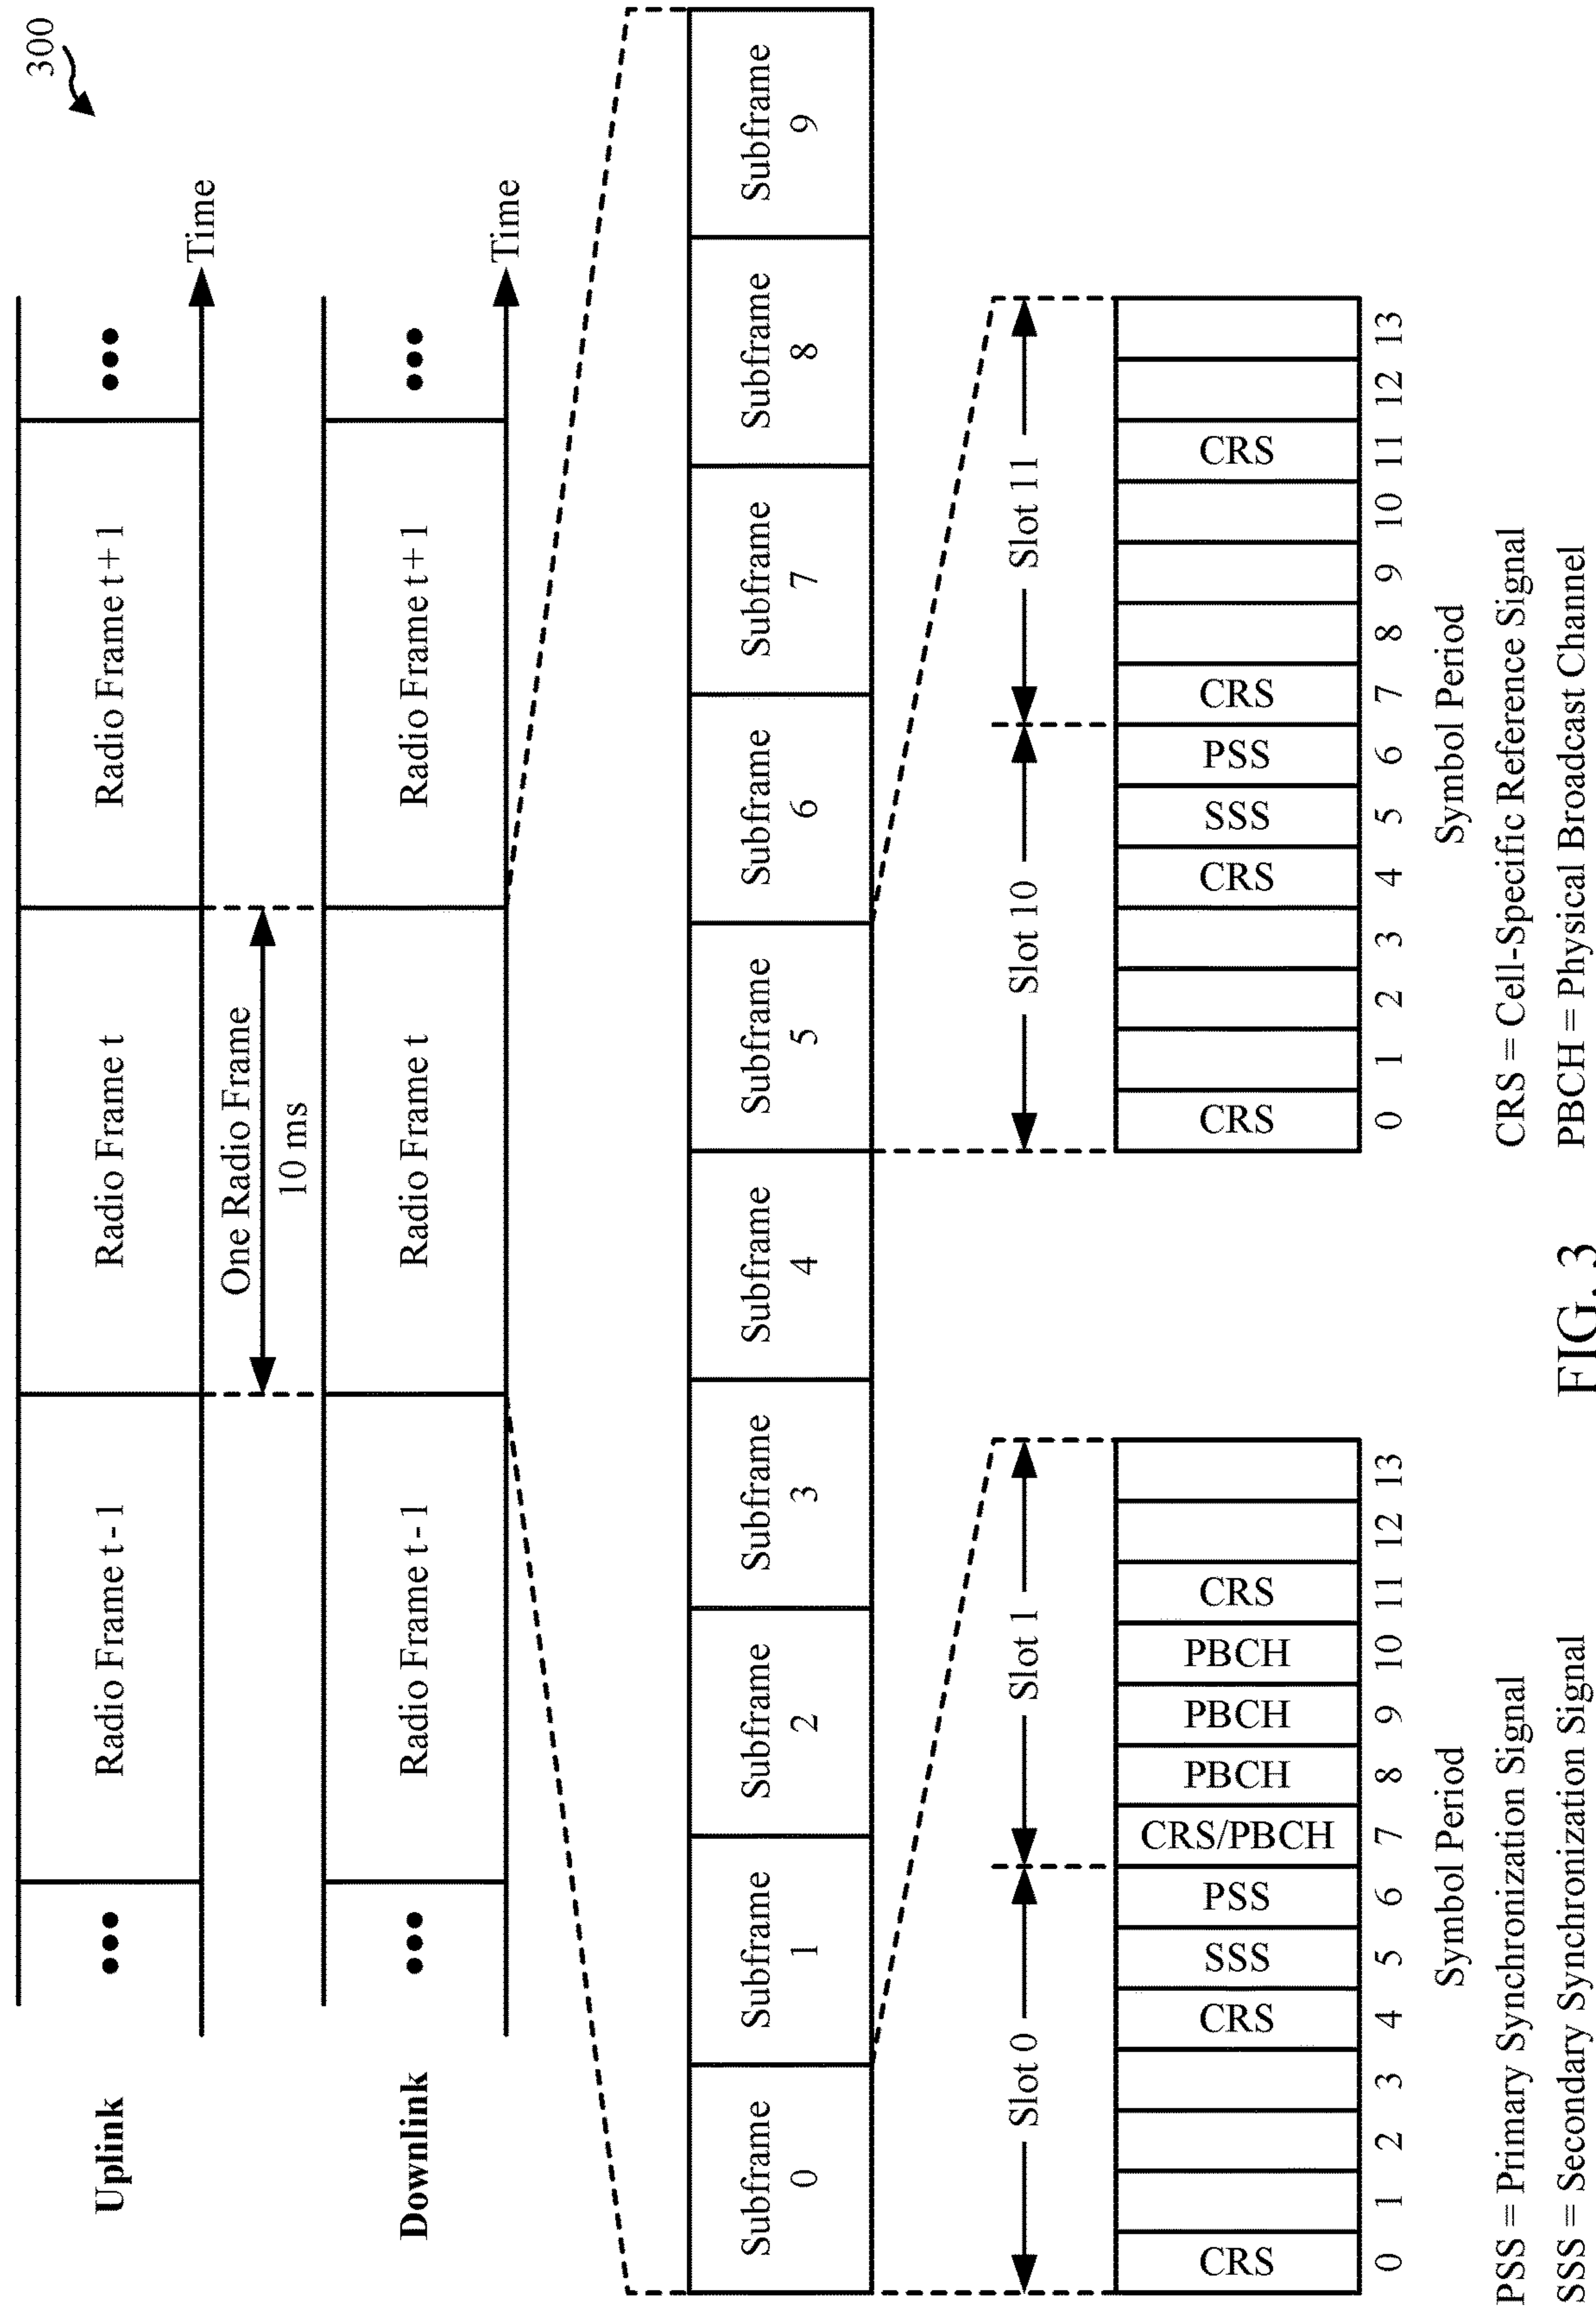 300
Uplink
•••
Radio Frame t - 1
Radio Frame t
Radio Frame t + 1
•••
Time
One Radio Frame
10 ms
Downlink
•••
Radio Frame t - 1
Radio Frame t
Radio Frame t + 1
•••
Time
Subframe 0
Subframe 1
Subframe 2
Subframe 3
Subframe 4
Subframe 5
Subframe 6
Subframe 7
Subframe 8
Subframe 9
Slot 0
Slot 1
CRS CRS SSS PSS CRS/PBCH PBCH PBCH PBCH CRS
0 1 2 3 4 5 6 7 8 9 10 11 12 13
Symbol Period
Slot 10
Slot 11
CRS CRS SSS PSS CRS CRS
0 1 2 3 4 5 6 7 8 9 10 11 12 13
Symbol Period
PSS = Primary Synchronization Signal
SSS = Secondary Synchronization Signal
CRS = Cell-Specific Reference Signal
PBCH = Physical Broadcast Channel
FIG. 3